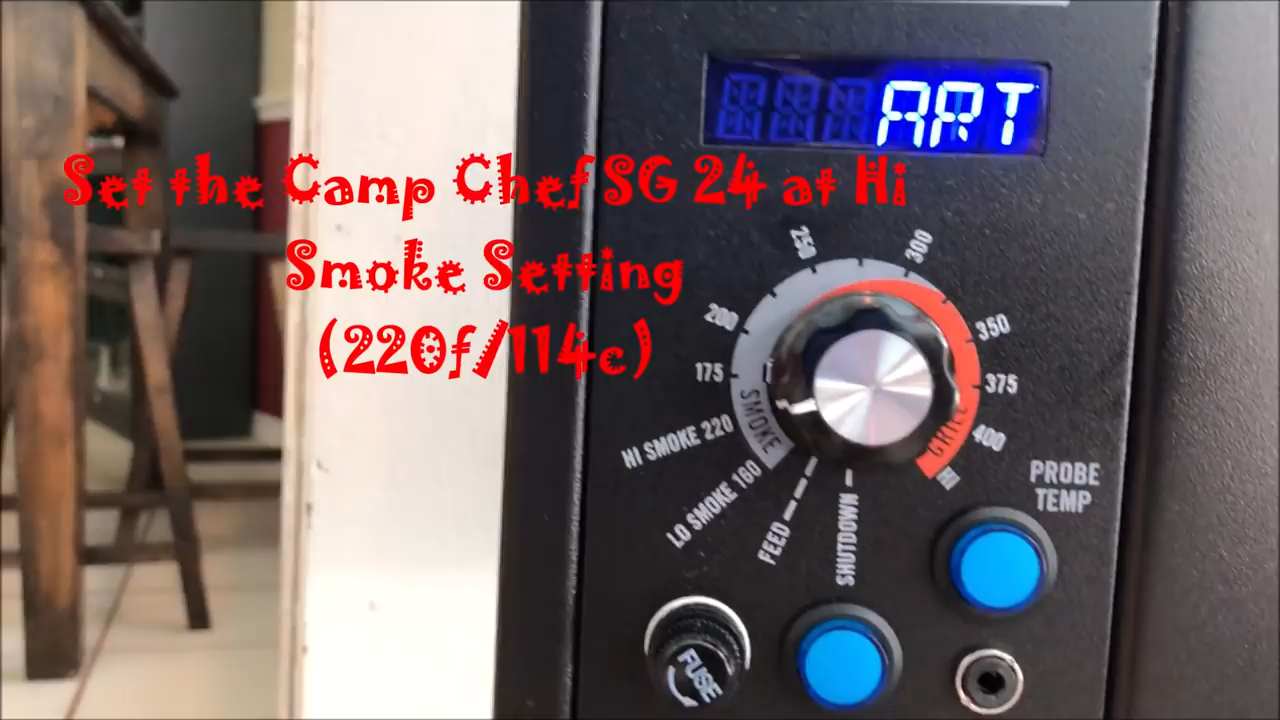 ART
Set the Camp Chef SG 24 at Hi
Smoke Setting
(220f/114c)
250
300
200
350
175
375
SMOKE
GRILL
400
HI SMOKE 220
HI
LO SMOKE 160
PROBE
TEMP
FEED
SHUTDOWN
FUSE